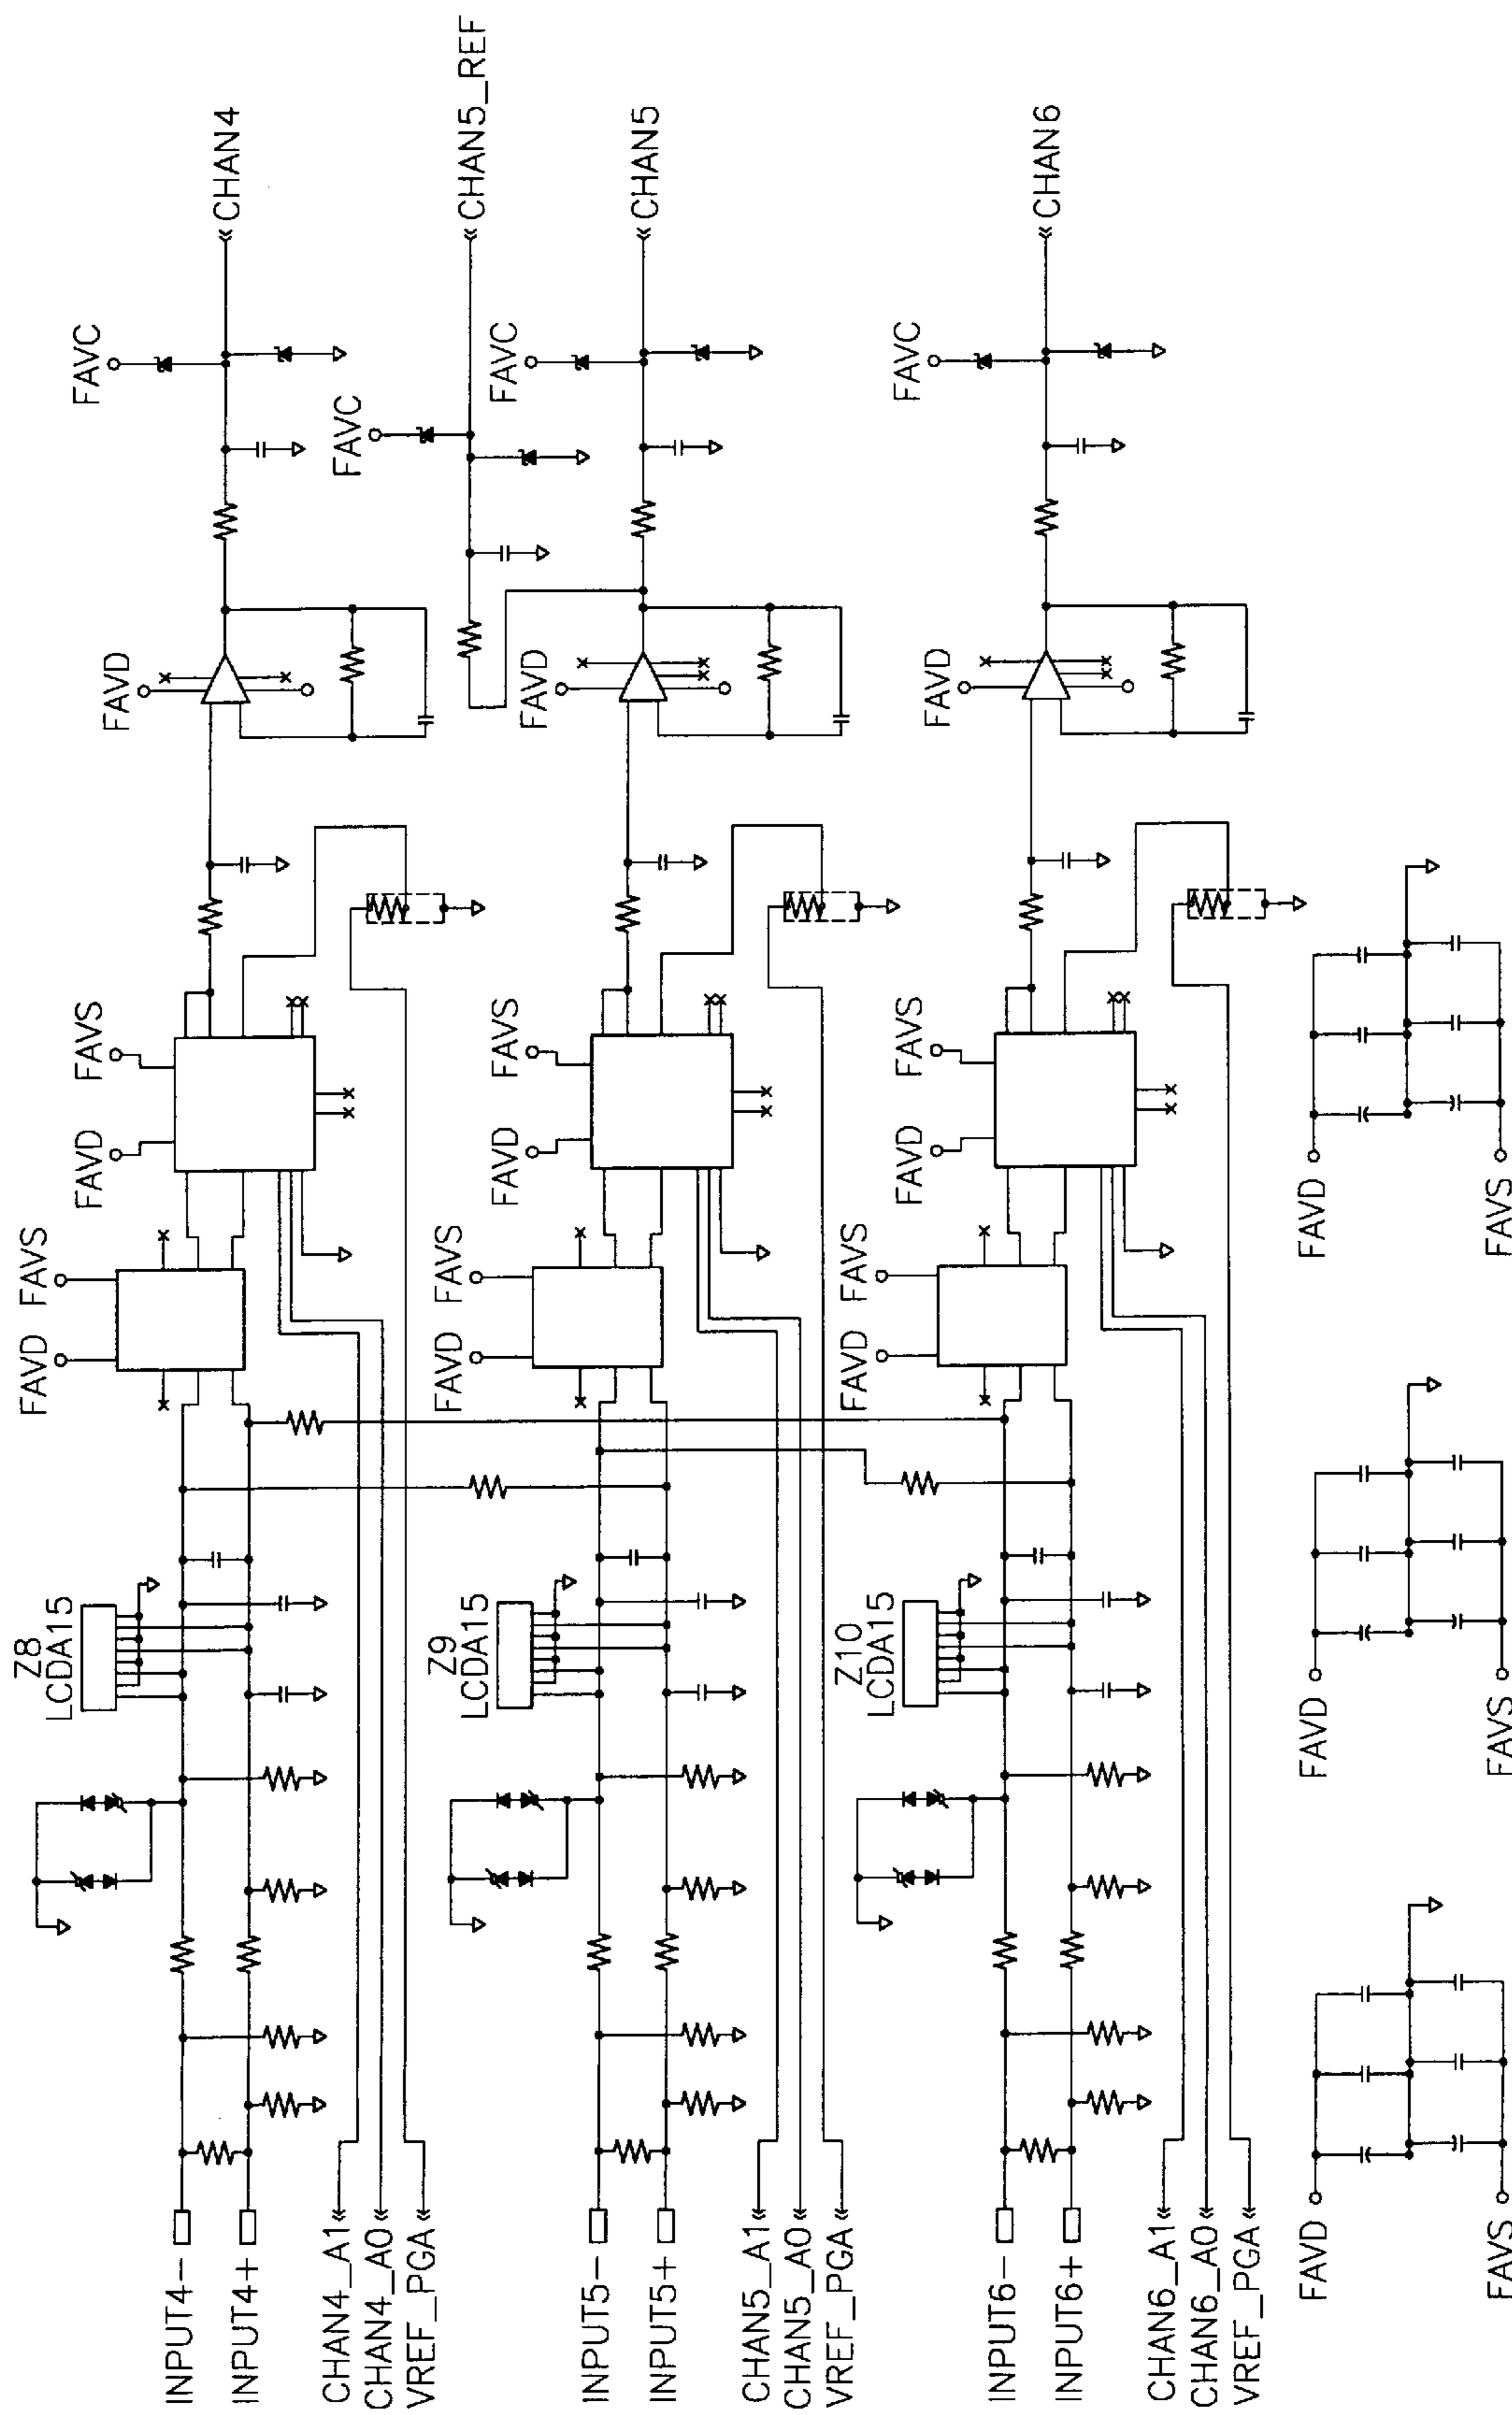 FAVC
CHAN4
FAVD
FAVD
FAVS
FAVD
FAVS
Z8
LCDA15
INPUT4-
INPUT4+
CHAN4_A1
CHAN4_A0
VREF_PGA
FAVC
CHAN5_REF
FAVC
CHAN5
FAVD
FAVD
FAVS
FAVD
FAVS
Z9
LCDA15
INPUT5-
INPUT5+
CHAN5_A1
CHAN5_A0
VREF_PGA
FAVC
CHAN6
FAVD
FAVD
FAVS
FAVD
FAVS
Z10
LCDA15
INPUT6-
INPUT6+
CHAN6_A1
CHAN6_A0
VREF_PGA
FAVD
FAVS
FAVD
FAVS
FAVD
FAVS